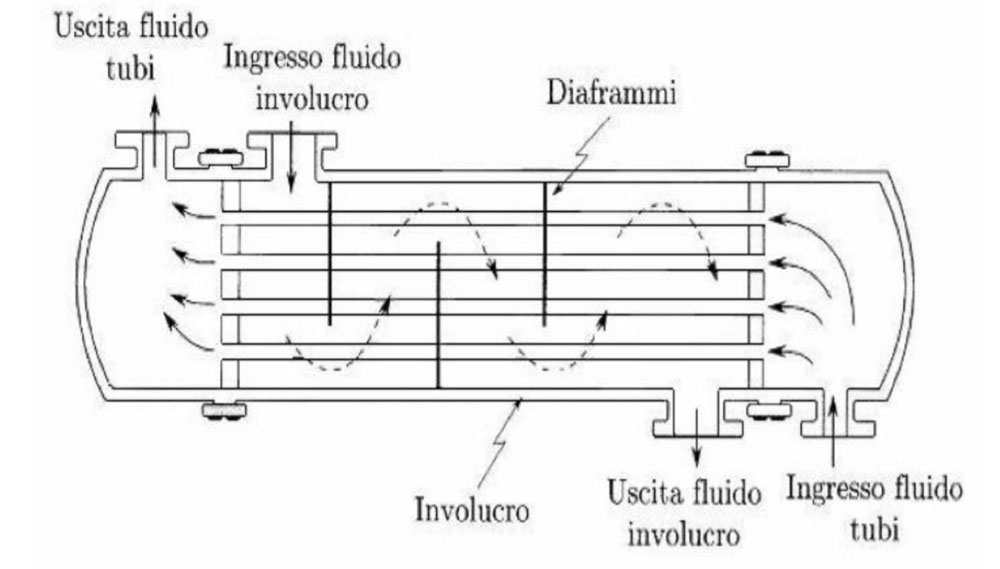 Uscita fluido
tubi
Ingresso fluido
involucro
Diaframmi
Involucro
Uscita fluido
involucro
Ingresso fluido
tubi